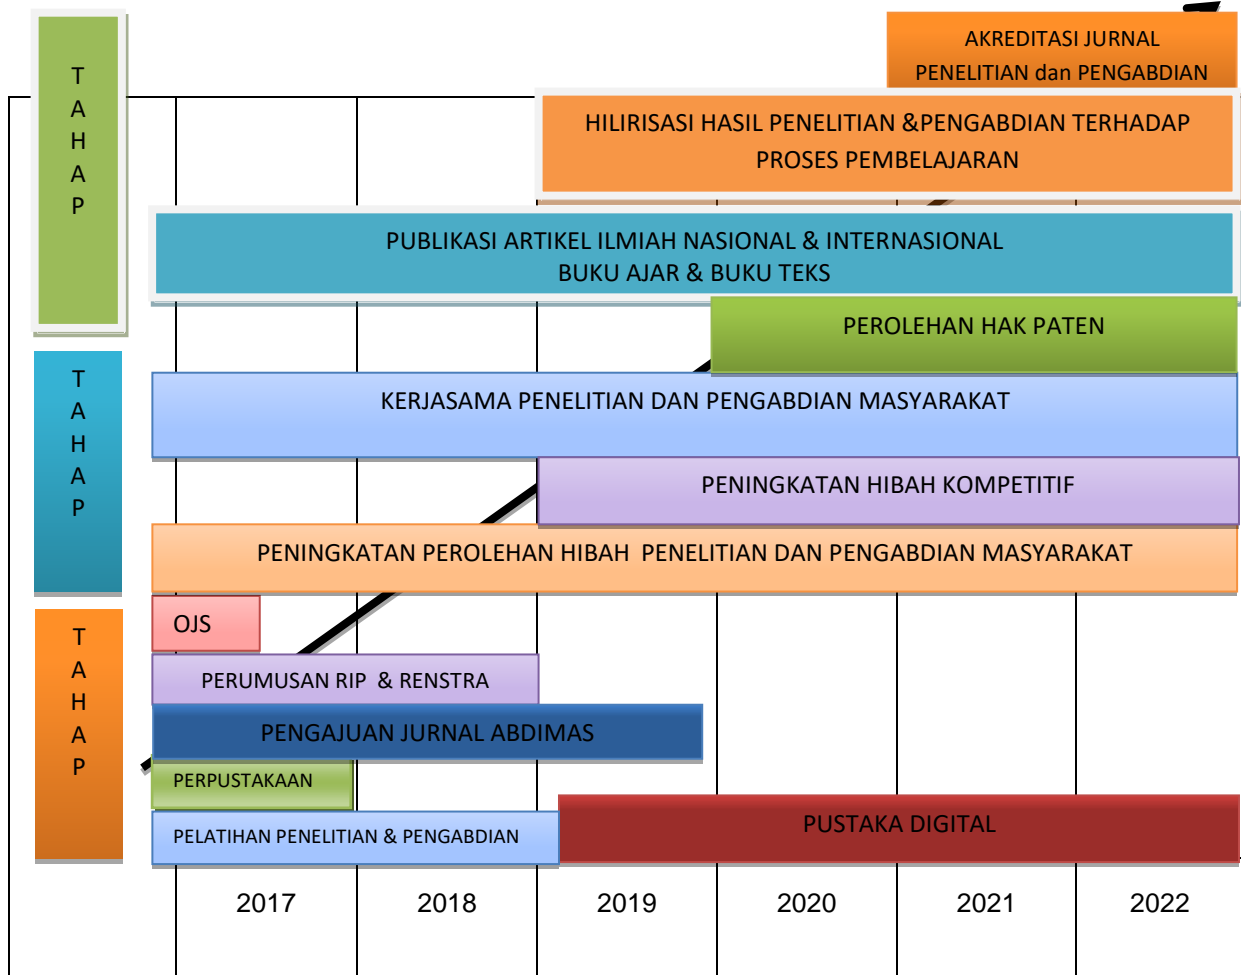 T
A
H
A
P
AKREDITASI JURNAL
PENELITIAN dan PENGABDIAN
HILIRISASI HASIL PENELITIAN &PENGABDIAN TERHADAP
PROSES PEMBELAJARAN
PUBLIKASI ARTIKEL ILMIAH NASIONAL & INTERNASIONAL
BUKU AJAR & BUKU TEKS
PEROLEHAN HAK PATEN
T
A
H
A
P
KERJASAMA PENELITIAN DAN PENGABDIAN MASYARAKAT
PENINGKATAN HIBAH KOMPETITIF
PENINGKATAN PEROLEHAN HIBAH PENELITIAN DAN PENGABDIAN MASYARAKAT
T
A
H
A
P
OJS
PERUMUSAN RIP & RENSTRA
PENGAJUAN JURNAL ABDIMAS
PERPUSTAKAAN
PELATIHAN PENELITIAN & PENGABDIAN
PUSTAKA DIGITAL
2017 2018 2019 2020 2021 2022